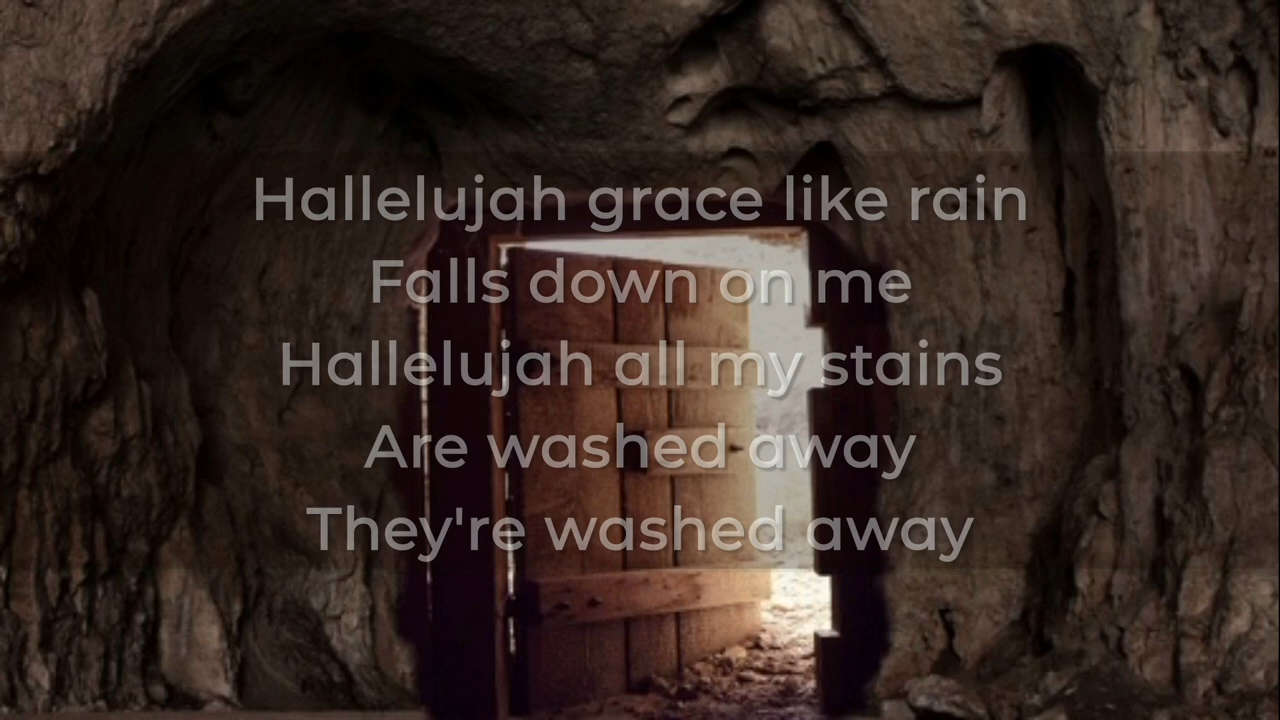 Hallelujah grace like rain
Falls down on me
Hallelujah all my stains
Are washed away
They're washed away